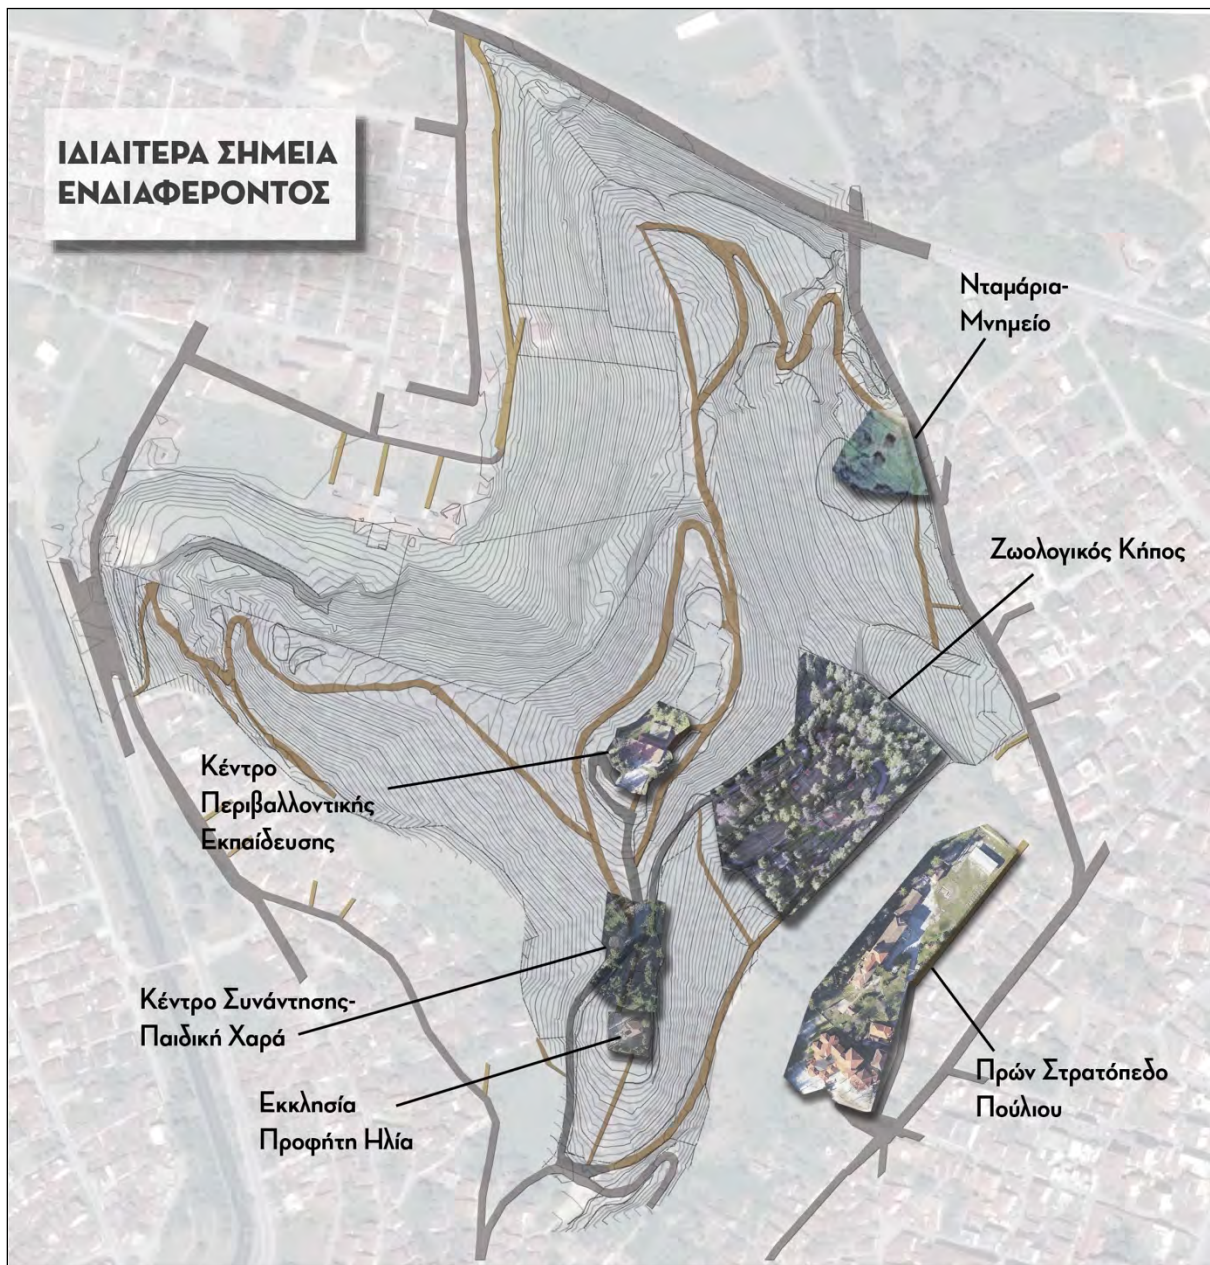 ΙΔΙΑΙΤΕΡΑ ΣΗΜΕΙΑ
ΕΝΔΙΑΦΕΡΟΝΤΟΣ
Νταμάρια-
Μνημείο
Ζωολογικός Κήπος
Κέντρο
Περιβαλλοντικής
Εκπαίδευσης
Κέντρο Συνάντησης-
Παιδική Χαρά
Εκκλησία
Προφήτη Ηλία
Πρών Στρατόπεδο
Πούλιου